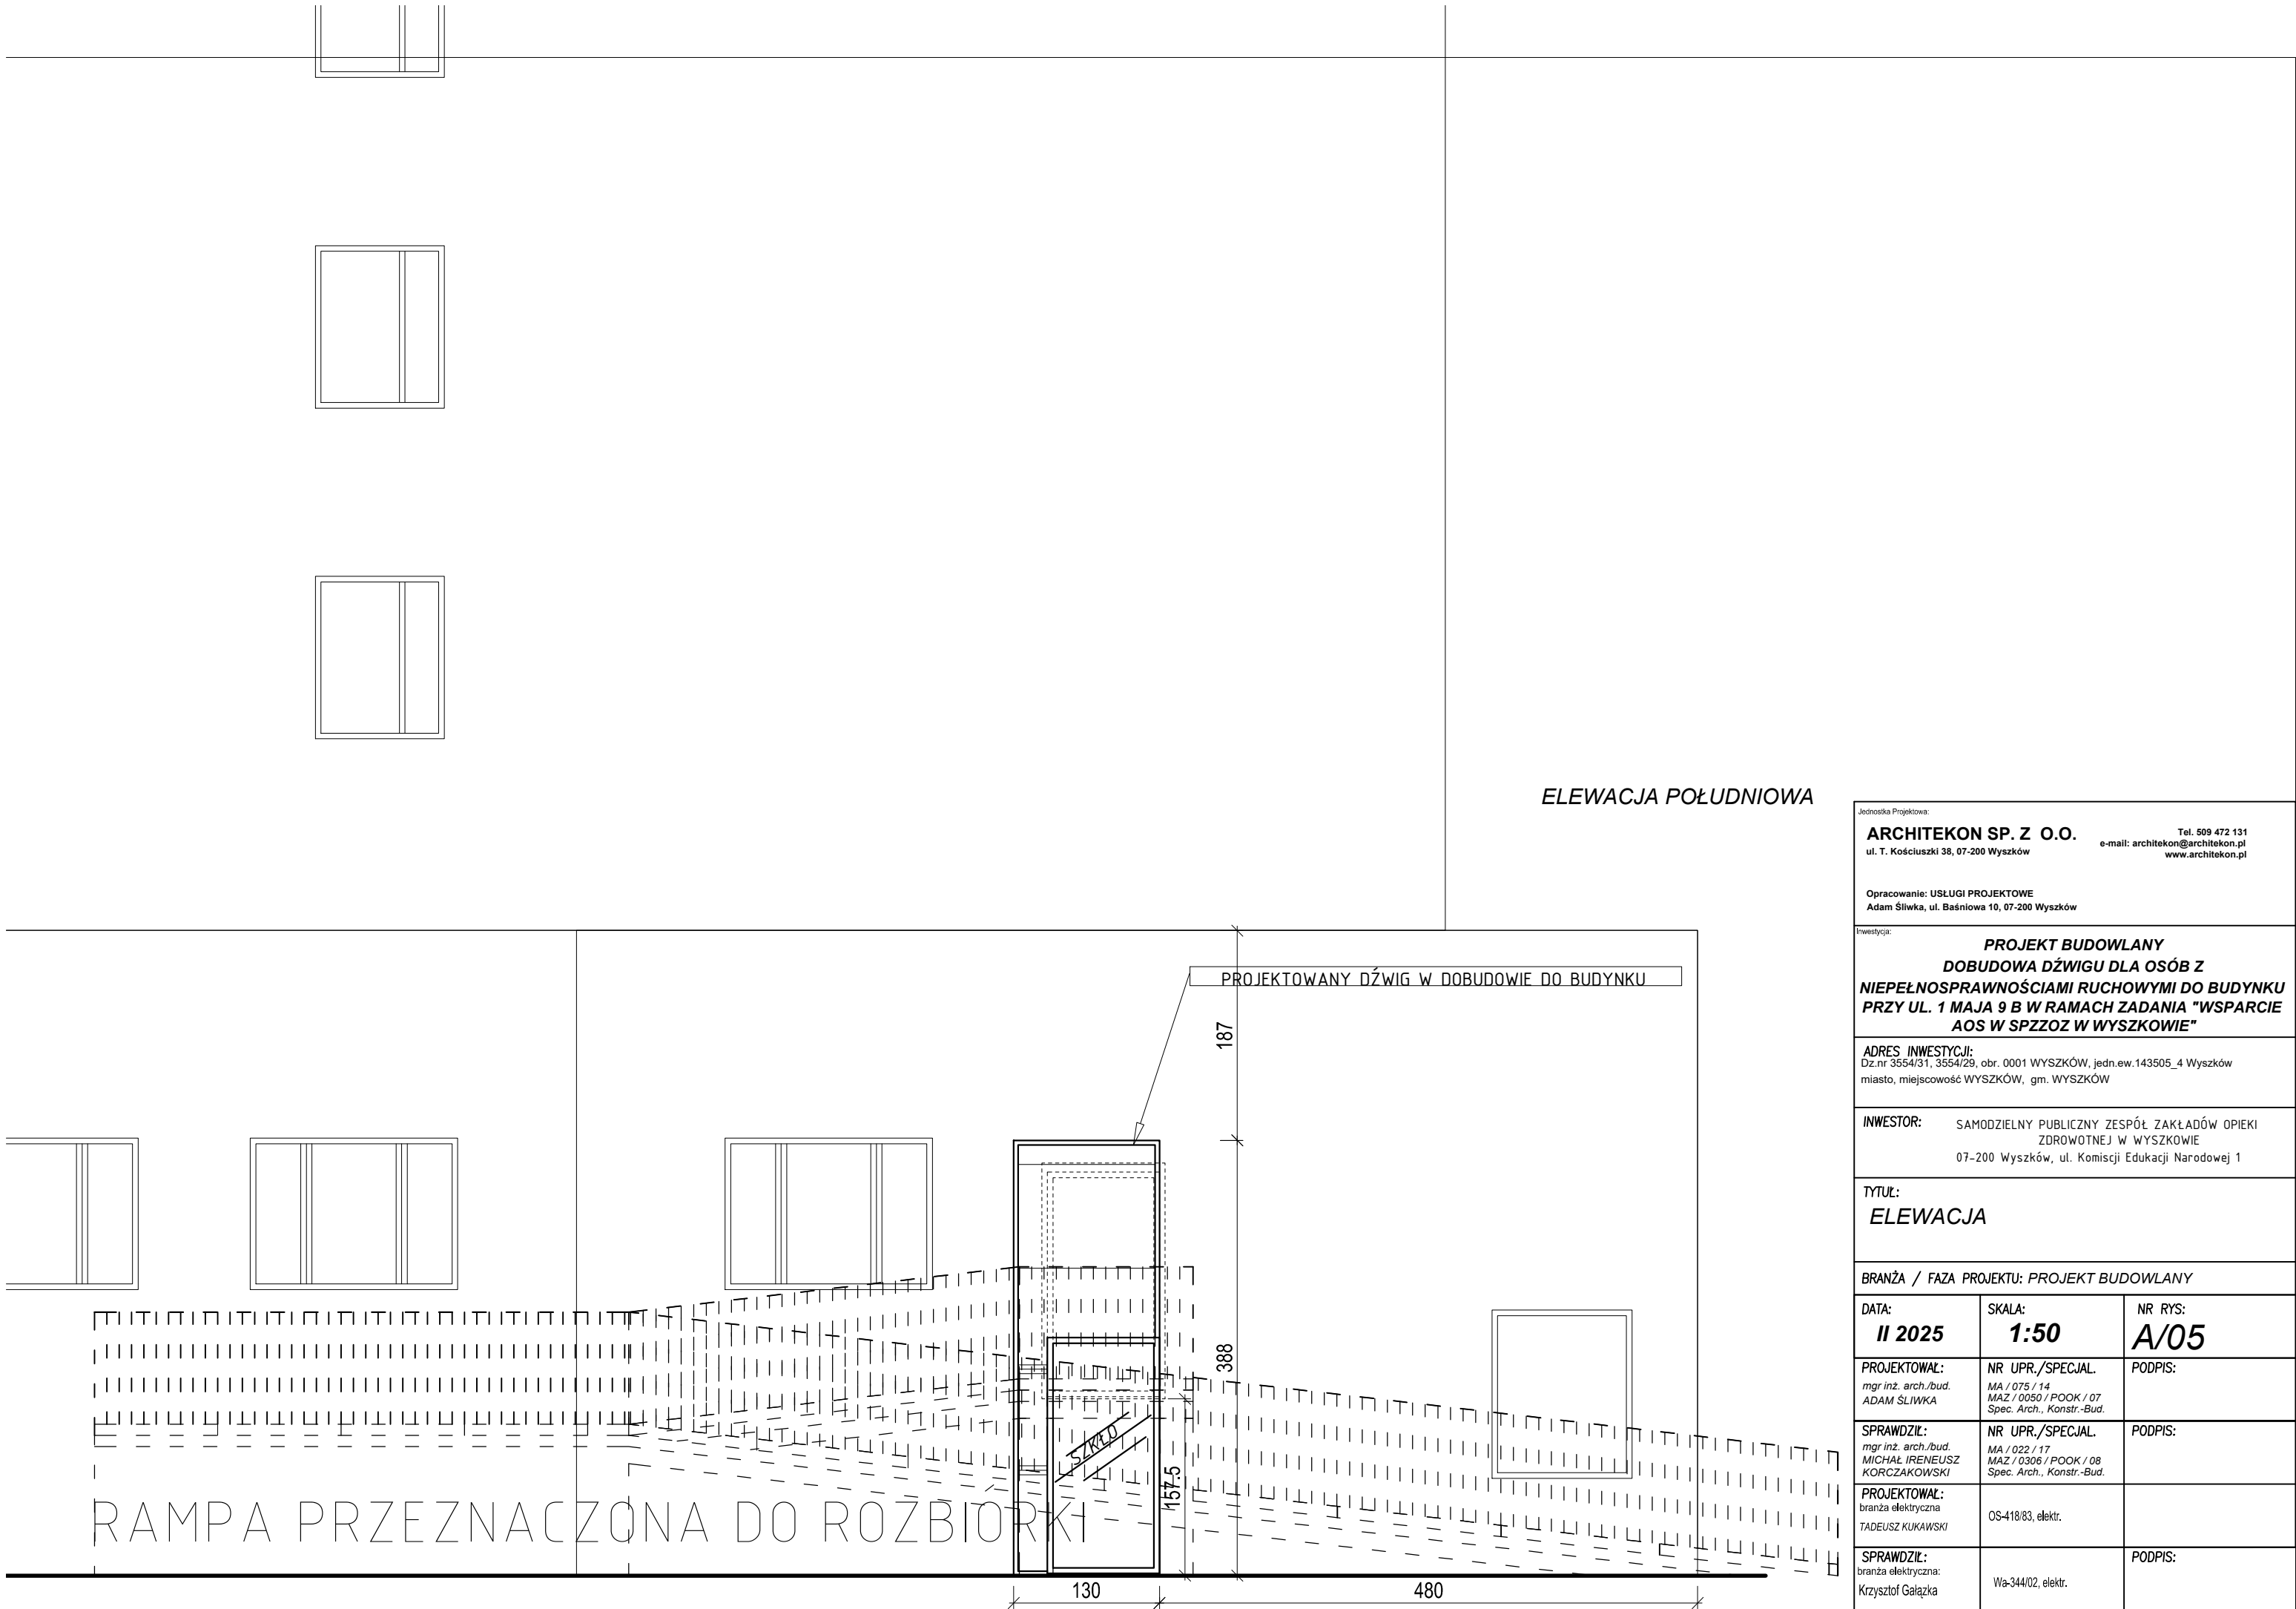 ELEWACJA POŁUDNIOWA
PROJEKTOWANY DŹWIG W DOBUDOWIE DO BUDYNKU
187
388
157.5
SZKŁO
RAMPA PRZEZNACZONA DO ROZBIORKI
130
480
Jednostka Projektowa:
ARCHITEKON SP. Z O.O.
ul. T. Kościuszki 38, 07-200 Wyszków
Tel. 509 472 131
e-mail: architekon@architekon.pl
www.architekon.pl
Opracowanie: USŁUGI PROJEKTOWE
Adam Śliwka, ul. Baśniowa 10, 07-200 Wyszków
Inwestycja:
PROJEKT BUDOWLANY
DOBUDOWA DŹWIGU DLA OSÓB Z
NIEPEŁNOSPRAWNOŚCIAMI RUCHOWYMI DO BUDYNKU
PRZY UL. 1 MAJA 9 B W RAMACH ZADANIA "WSPARCIE
AOS W SPZZOZ W WYSZKOWIE"
ADRES INWESTYCJI:
Dz.nr 3554/31, 3554/29, obr. 0001 WYSZKÓW, jedn.ew.143505_4 Wyszków
miasto, miejscowość WYSZKÓW, gm. WYSZKÓW
INWESTOR:
SAMODZIELNY PUBLICZNY ZESPÓŁ ZAKŁADÓW OPIEKI
ZDROWOTNEJ W WYSZKOWIE
07-200 Wyszków, ul. Komiscji Edukacji Narodowej 1
TYTUŁ:
ELEWACJA
BRANŻA / FAZA PROJEKTU: PROJEKT BUDOWLANY
DATA:
II 2025
SKALA:
1:50
NR RYS:
A/05
PROJEKTOWAŁ:
mgr inż. arch./bud.
ADAM ŚLIWKA
NR UPR./SPECJAL.
MA / 075 / 14
MAZ / 0050 / POOK / 07
Spec. Arch., Konstr.-Bud.
PODPIS:
SPRAWDZIŁ:
mgr inż. arch./bud.
MICHAŁ IRENEUSZ
KORCZAKOWSKI
NR UPR./SPECJAL.
MA / 022 / 17
MAZ / 0306 / POOK / 08
Spec. Arch., Konstr.-Bud.
PODPIS:
PROJEKTOWAŁ:
branża elektryczna
TADEUSZ KUKAWSKI
OS-418/83, elektr.
SPRAWDZIŁ:
branża elektryczna:
Krzysztof Gałązka
Wa-344/02, elektr.
PODPIS: